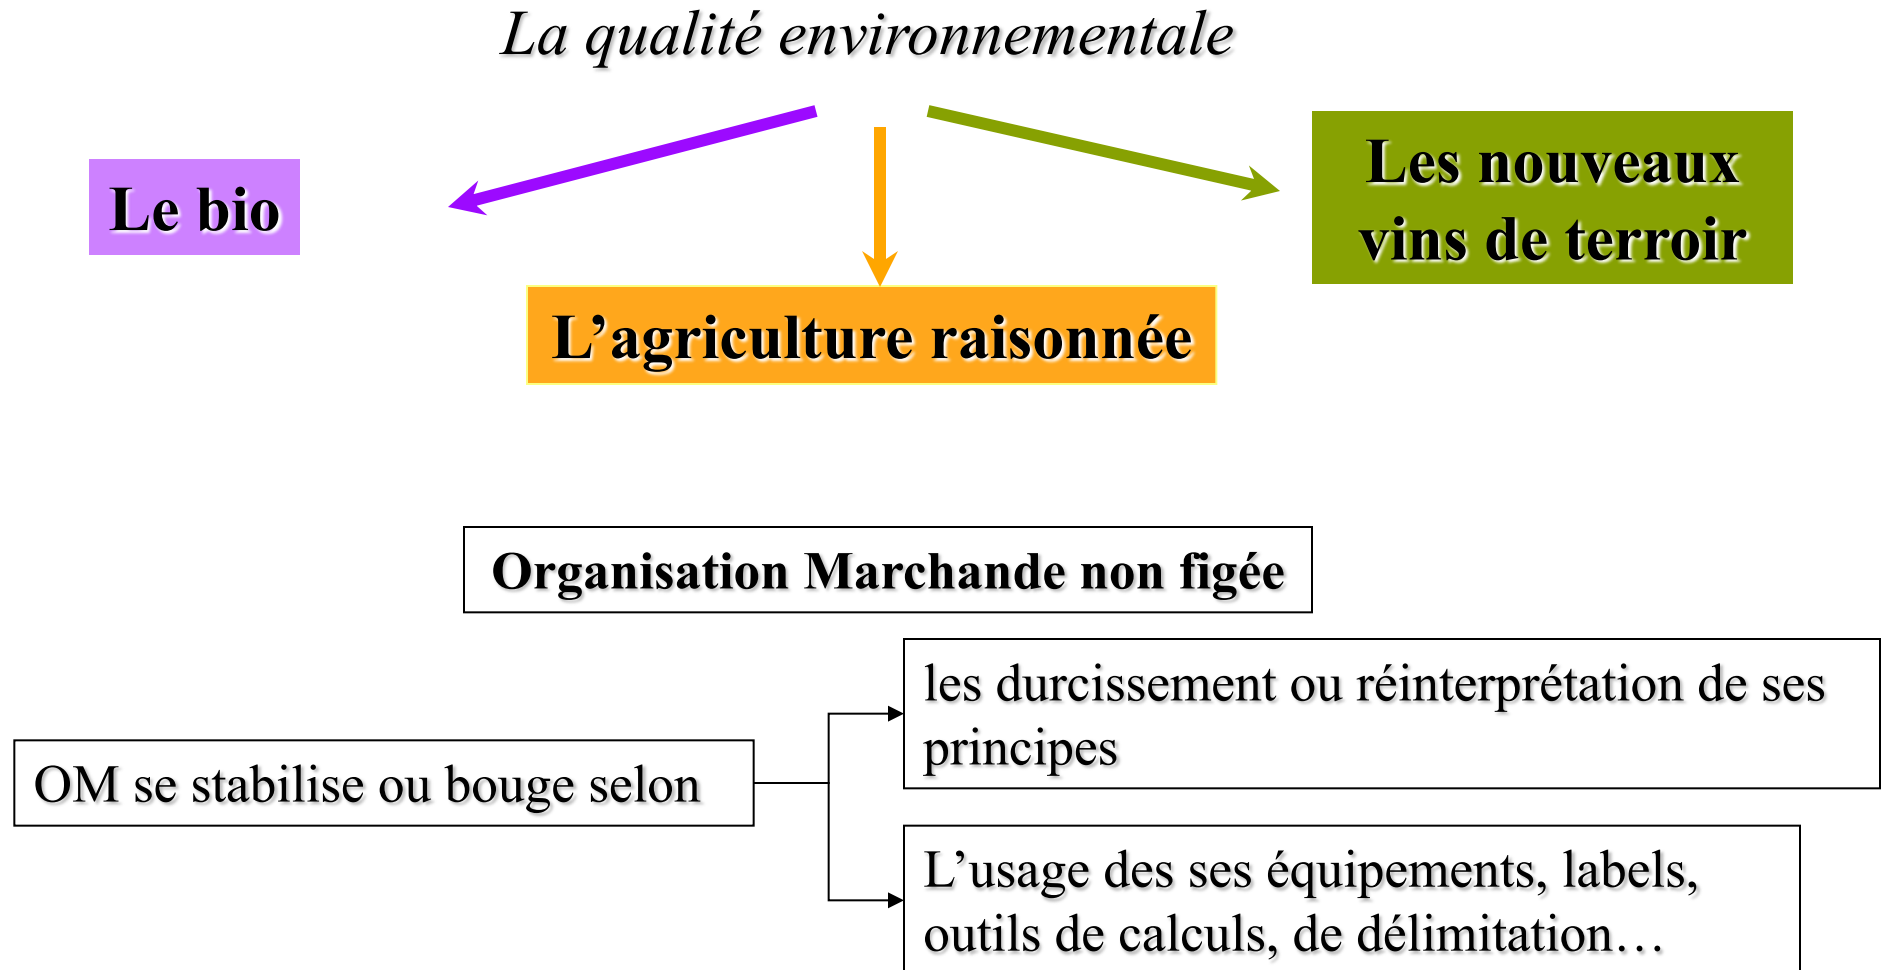 La qualité environnementale
Le bio
Les nouveaux
vins de terroir
L’agriculture raisonnée
Organisation Marchande non figée
les durcissement ou réinterprétation de ses
principes
OM se stabilise ou bouge selon
L’usage des ses équipements, labels,
outils de calculs, de délimitation…